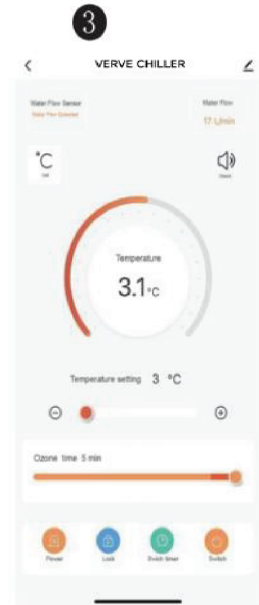 3
VERVE CHILLER
Water Flow Sensor
Water Flow Detected
Water Flow
17 L/min
°C
Temperature
3.1°C
Temperature setting 3 °C
Ozone time 5 min
Power
Lock
Switch timer
Switch